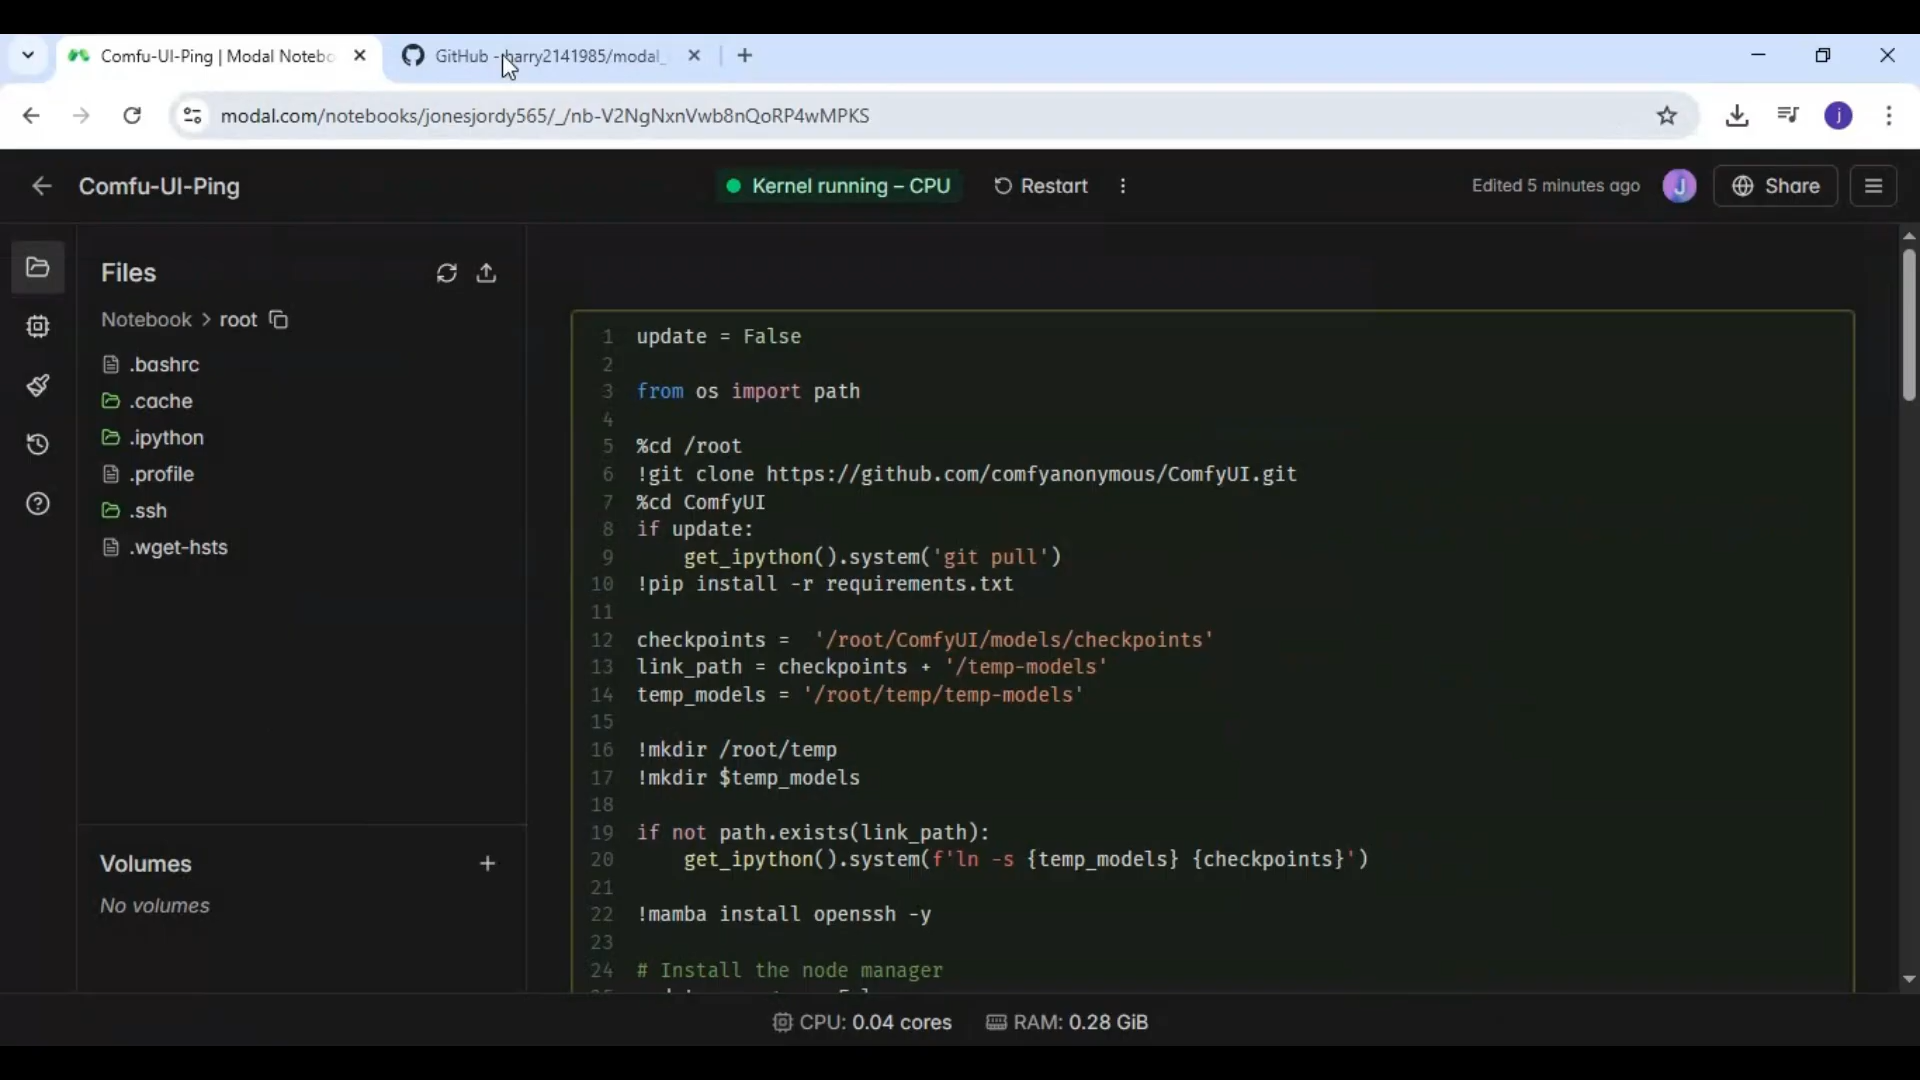 Comfu-UI-Ping | Modal Notebo
GitHub - harry2141985/modal_
modal.com/notebooks/jonesjordy565/_/nb-V2NgNxnVwb8nQoRP4wMPKS
j
Comfu-UI-Ping
Kernel running – CPU
Restart
Edited 5 minutes ago
J
Share
Files
Notebook > root
.bashrc
.cache
.ipython
.profile
.ssh
.wget-hsts
Volumes
No volumes
1 update = False
2
3 from os import path
4
5 %cd /root
6 !git clone https://github.com/comfyanonymous/ComfyUI.git
7 %cd ComfyUI
8 if update:
9 get_ipython().system('git pull')
10 !pip install -r requirements.txt
11
12 checkpoints =  '/root/ComfyUI/models/checkpoints'
13 link_path = checkpoints + '/temp-models'
14 temp_models = '/root/temp/temp-models'
15
16 !mkdir /root/temp
17 !mkdir $temp_models
18
19 if not path.exists(link_path):
20 get_ipython().system(f'ln -s {temp_models} {checkpoints}')
21
22 !mamba install openssh -y
23
24 # Install the node manager
CPU: 0.04 cores
RAM: 0.28 GiB